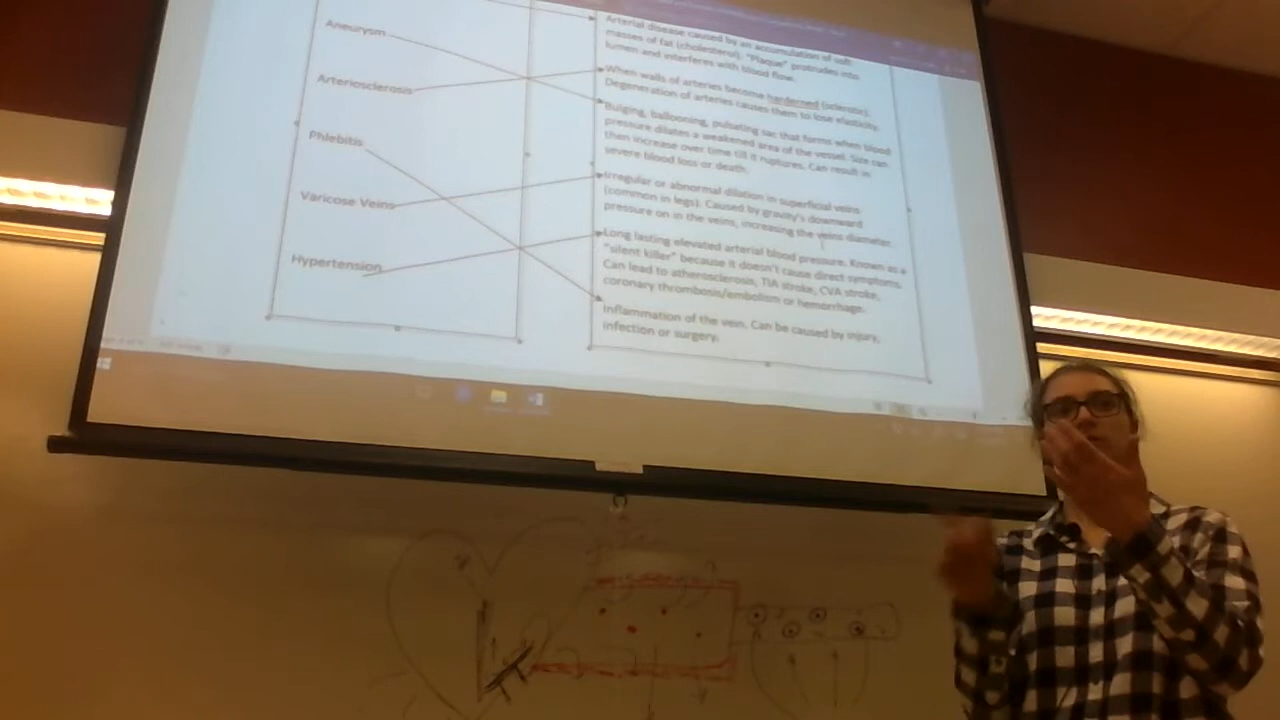 Aneurysm
Arteriosclerosis
Phlebitis
Varicose Veins
Hypertension
Arterial disease caused by an accumulation of soft
masses of fat (cholesterol). "Plaque" protrudes into
lumen and interferes with blood flow.
When walls of arteries become hardened (sclerotic).
Degeneration of arteries causes them to lose elasticity.
Bulging, ballooning, pulsating sac that forms when blood
pressure dilates a weakened area of the vessel. Size can
then increase over time till it ruptures. Can result in
severe blood loss or death.
Irregular or abnormal dilation in superficial veins
(common in legs). Caused by gravity's downward
pressure on in the veins, increasing the veins diameter.
Long lasting elevated arterial blood pressure. Known as a
"silent killer" because it doesn't cause direct symptoms.
Can lead to atherosclerosis, TIA stroke, CVA stroke,
coronary thrombosis/embolism or hemorrhage.
Inflammation of the vein. Can be caused by injury,
infection or surgery.